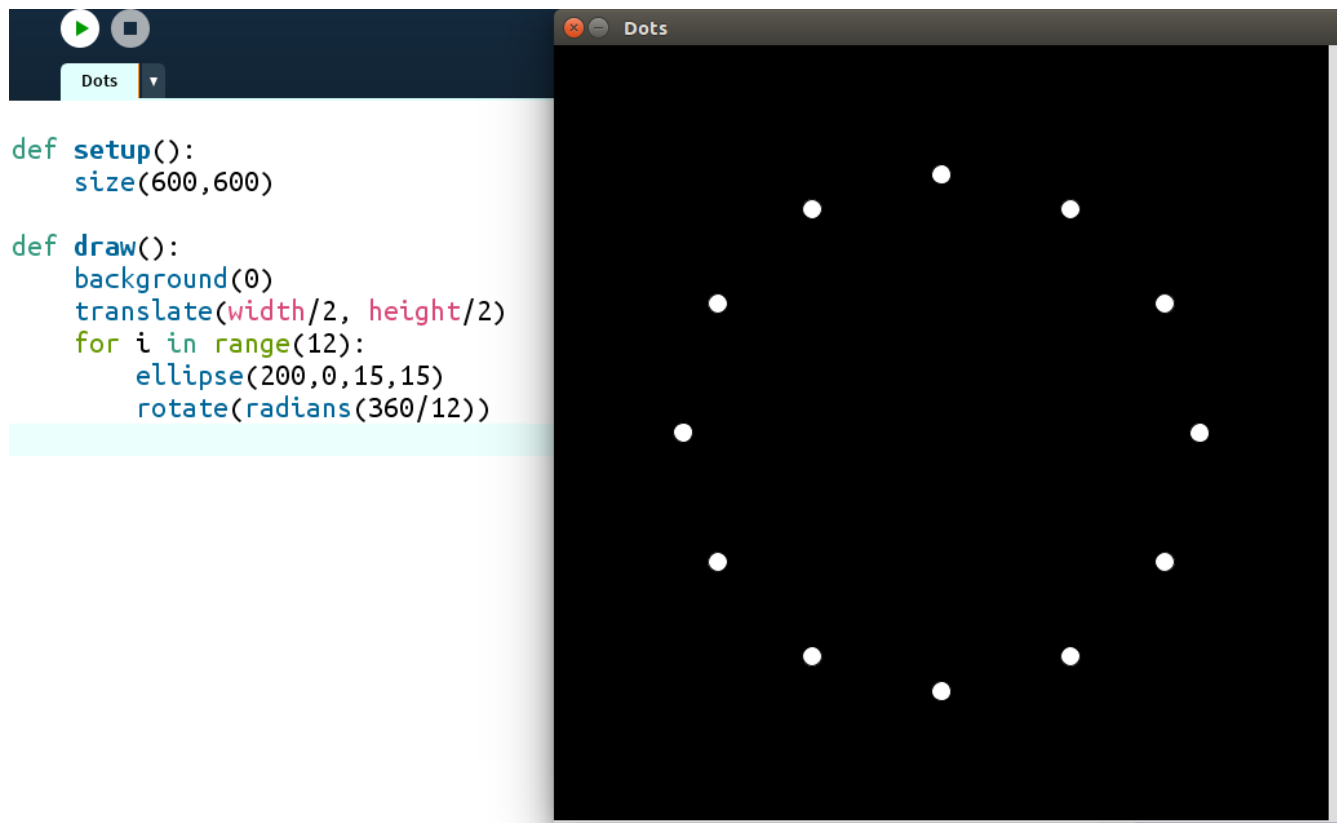 Dots
Dots
def setup():
    size(600,600)
def draw():
    background(0)
    translate(width/2, height/2)
    for i in range(12):
        ellipse(200,0,15,15)
        rotate(radians(360/12))